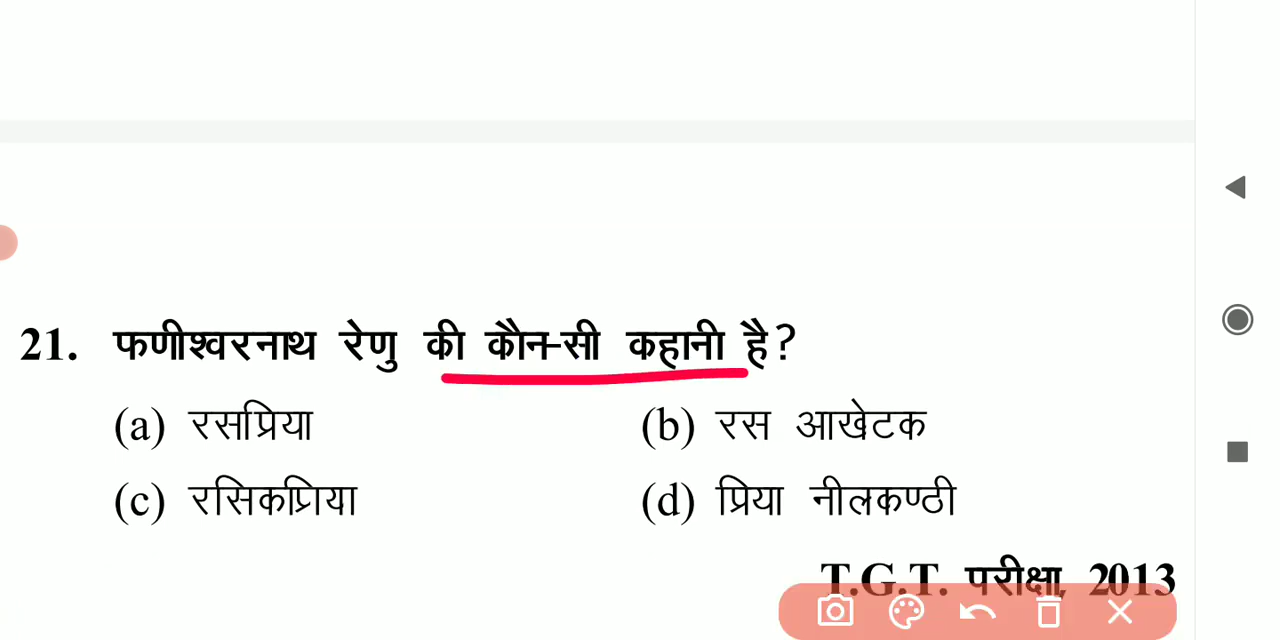 21. फणीश्वरनाथ रेणु की कौन-सी कहानी है?
(a) रसप्रिया (b) रस आखेटक
(c) रसिकप्रिया (d) प्रिया नीलकण्ठी
T.G.T. परीक्षा, 2013